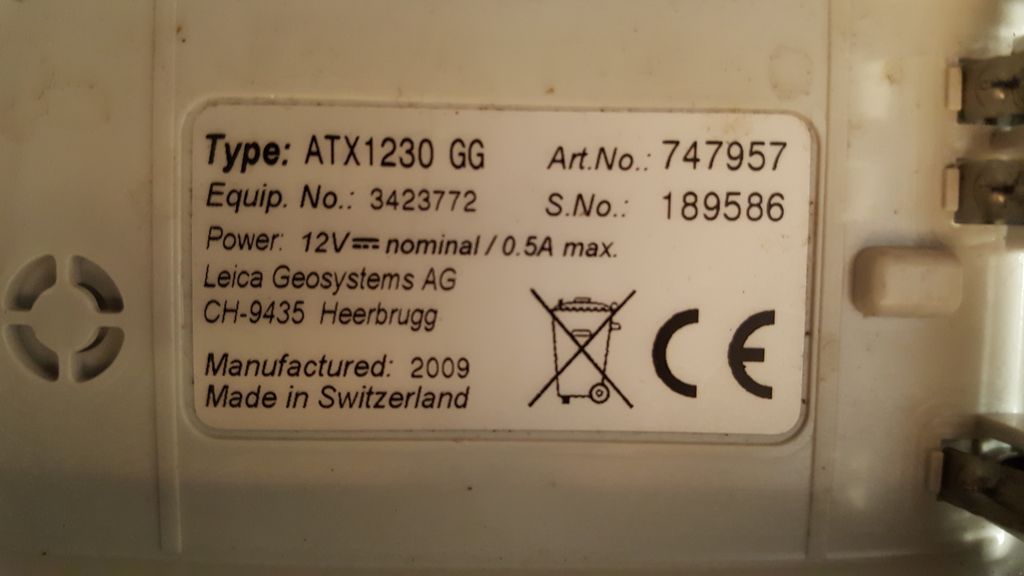 Type: ATX1230 GG Art.No.: 747957
Equip. No.: 3423772 S.No.: 189586
Power: 12V⎓ nominal / 0.5A max.
Leica Geosystems AG
CH-9435 Heerbrugg
Manufactured: 2009
Made in Switzerland
CE